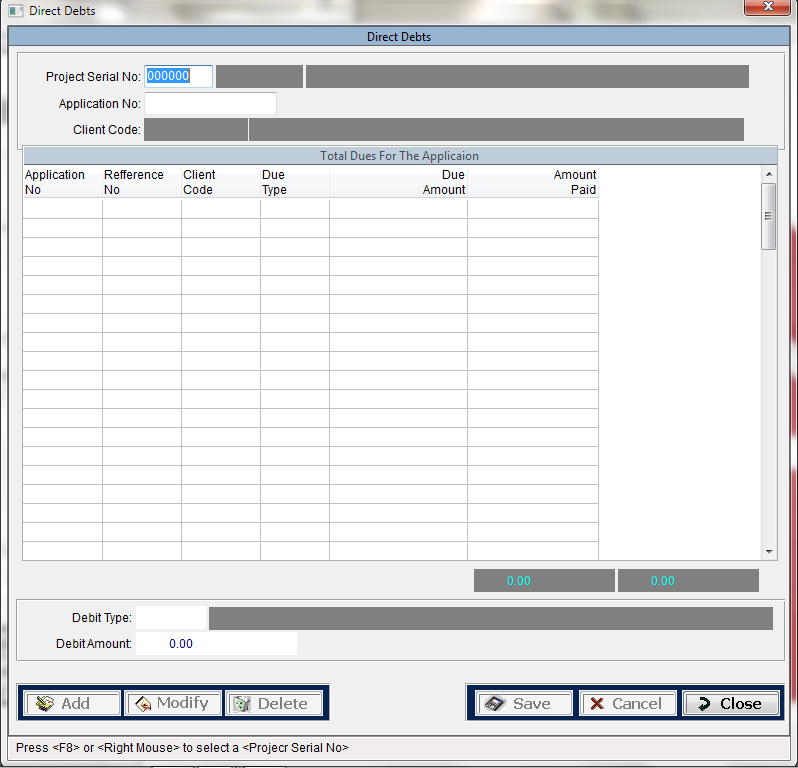 Direct Debts
Direct Debts
Project Serial No: 000000
Application No:
Client Code:
Total Dues For The Applicaion
Application No Refference No Client Code Due Type Due Amount Amount Paid
0.00 0.00
Debit Type:
Debit Amount: 0.00
Add Modify Delete Save Cancel Close
Press <F8> or <Right Mouse> to select a <Projecr Serial No>